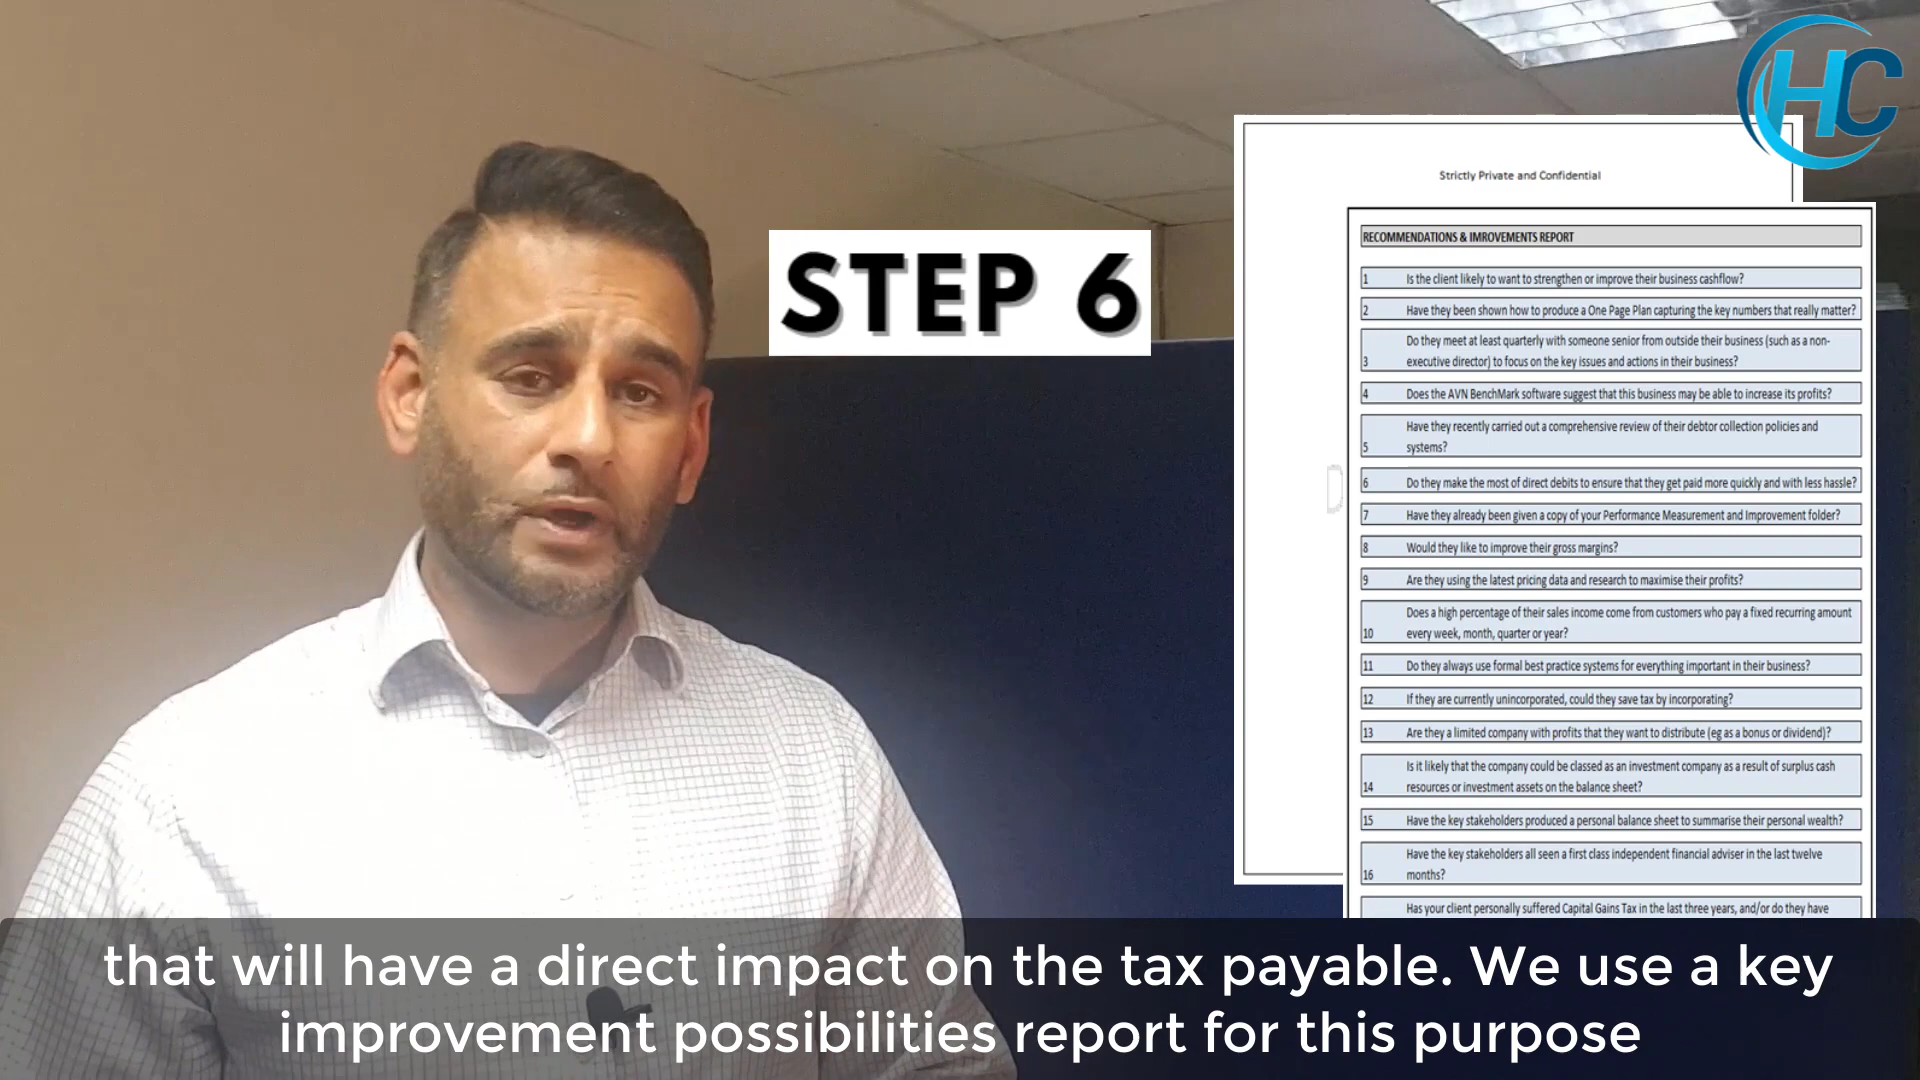 HC
Strictly Private and Confidential
STEP 6
RECOMMENDATIONS & IMROVEMENTS REPORT
1 Is the client likely to want to strengthen or improve their business cashflow?
2 Have they been shown how to produce a One Page Plan capturing the key numbers that really matter?
Do they meet at least quarterly with someone senior from outside their business (such as a non-
3 executive director) to focus on the key issues and actions in their business?
4 Does the AVN BenchMark software suggest that this business may be able to increase its profits?
Have they recently carried out a comprehensive review of their debtor collection policies and
5 systems?
6 Do they make the most of direct debits to ensure that they get paid more quickly and with less hassle?
7 Have they already been given a copy of your Performance Measurement and Improvement folder?
8 Would they like to improve their gross margins?
9 Are they using the latest pricing data and research to maximise their profits?
Does a high percentage of their sales income come from customers who pay a fixed recurring amount
10 every week, month, quarter or year?
11 Do they always use formal best practice systems for everything important in their business?
12 If they are currently unincorporated, could they save tax by incorporating?
13 Are they a limited company with profits that they want to distribute (eg as a bonus or dividend)?
Is it likely that the company could be classed as an investment company as a result of surplus cash
14 resources or investment assets on the balance sheet?
15 Have the key stakeholders produced a personal balance sheet to summarise their personal wealth?
Have the key stakeholders all seen a first class independent financial adviser in the last twelve
16 months?
Has your client personally suffered Capital Gains Tax in the last three years, and/or do they have
that will have a direct impact on the tax payable. We use a key
improvement possibilities report for this purpose